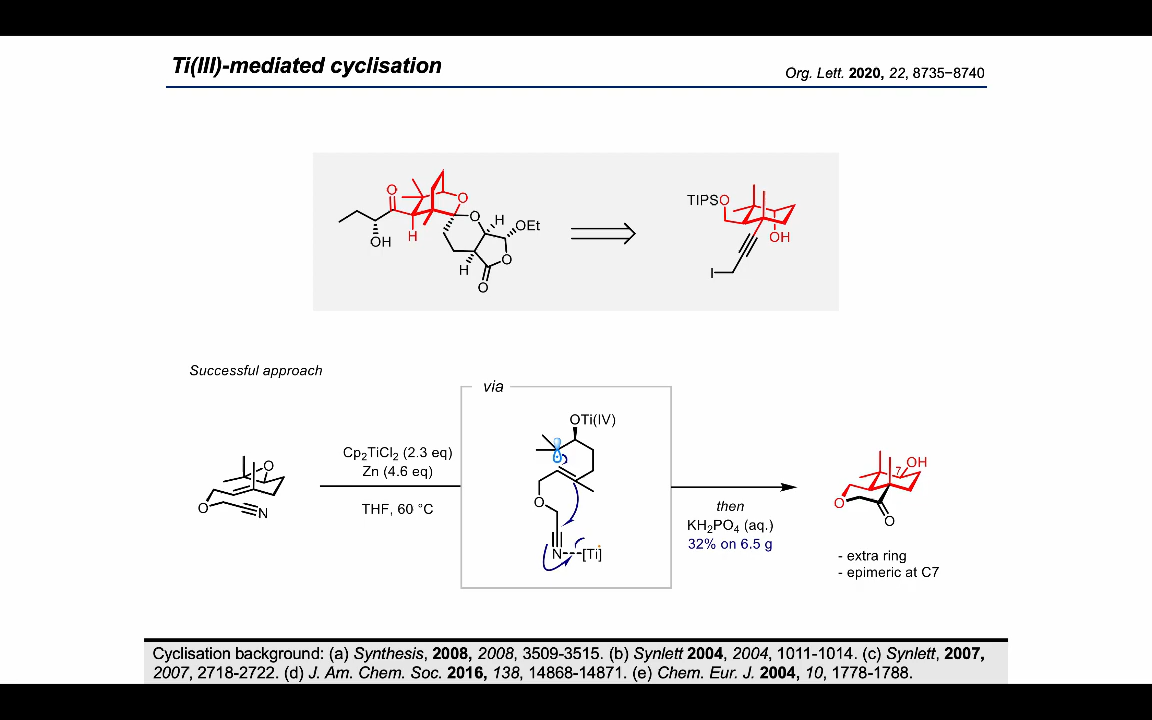 Ti(III)-mediated cyclisation
Org. Lett. 2020, 22, 8735−8740
O
O
O
H
OEt
OH
H
H
O
O
TIPSO
OH
I
Successful approach
via
OTi(IV)
Cp2TiCl2 (2.3 eq)
Zn (4.6 eq)
THF, 60 °C
O
O
N
O
N
[Ti]
then
KH2PO4 (aq.)
32% on 6.5 g
OH
7
O
O
- extra ring
- epimeric at C7
Cyclisation background: (a) Synthesis, 2008, 2008, 3509-3515. (b) Synlett 2004, 2004, 1011-1014. (c) Synlett, 2007,
2007, 2718-2722. (d) J. Am. Chem. Soc. 2016, 138, 14868-14871. (e) Chem. Eur. J. 2004, 10, 1778-1788.